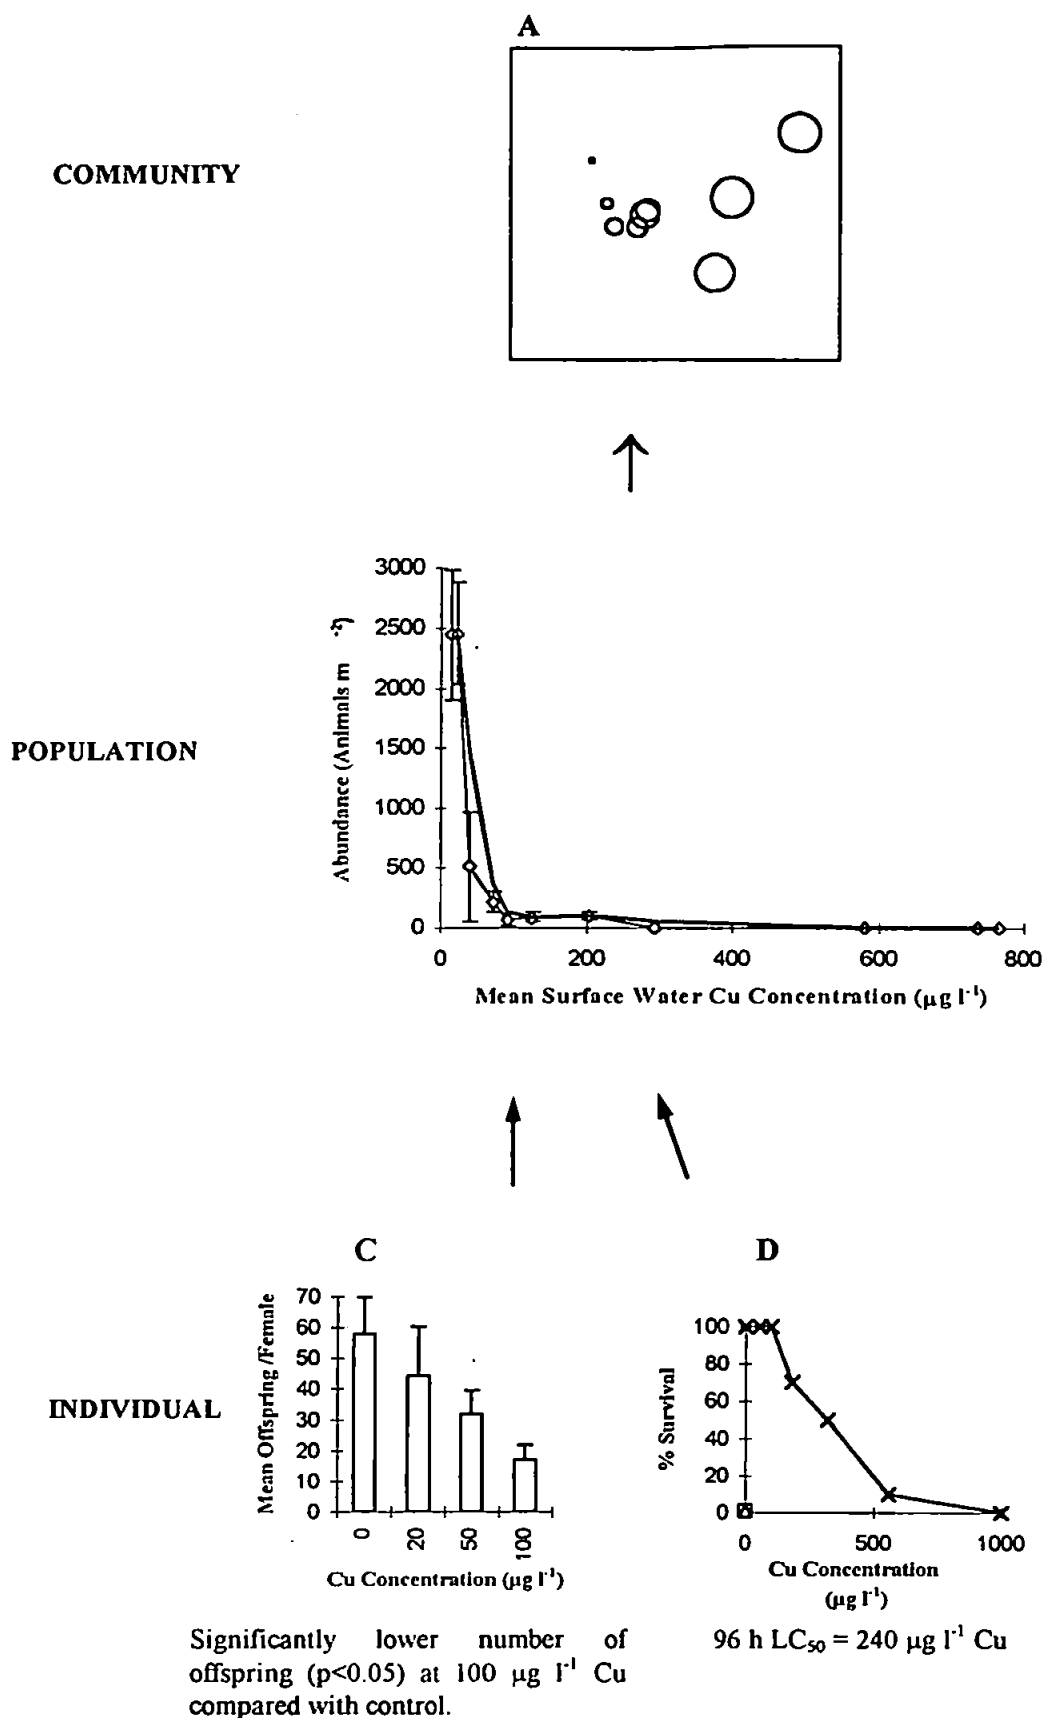 A
COMMUNITY
3000
2500
2000
1500
1000
500
0
Abundance (Animals m -2)
POPULATION
0 200 400 600 800
Mean Surface Water Cu Concentration (µg l-1)
C
70
60
50
40
30
20
10
0
Mean Offspring /Female
0 20 50 100
Cu Concentration (µg l-1)
INDIVIDUAL
D
100
80
60
40
20
0
% Survival
0 500 1000
Cu Concentration
(µg l-1)
Significantly lower number of
offspring (p<0.05) at 100 µg l-1 Cu
compared with control.
96 h LC50 = 240 µg l-1 Cu